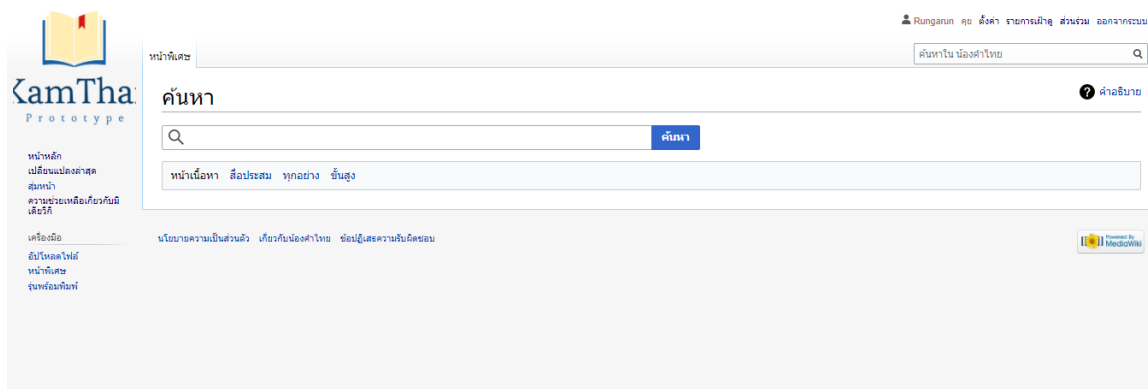 Rungarun คุย ตั้งค่า รายการเฝ้าดู ส่วนร่วม ออกจากระบบ
หน้าพิเศษ
ค้นหาใน น้องคำไทย
KamThai
Prototype
ค้นหา
คำอธิบาย
ค้นหา
หน้าเนื้อหา สื่อประสม ทุกอย่าง ขั้นสูง
หน้าหลัก
เปลี่ยนแปลงล่าสุด
สุ่มหน้า
ความช่วยเหลือเกี่ยวกับมี
เดียวิกิ
เครื่องมือ
อัปโหลดไฟล์
หน้าพิเศษ
รุ่นพร้อมพิมพ์
นโยบายความเป็นส่วนตัว เกี่ยวกับน้องคำไทย ข้อปฏิเสธความรับผิดชอบ
Powered By
MediaWiki